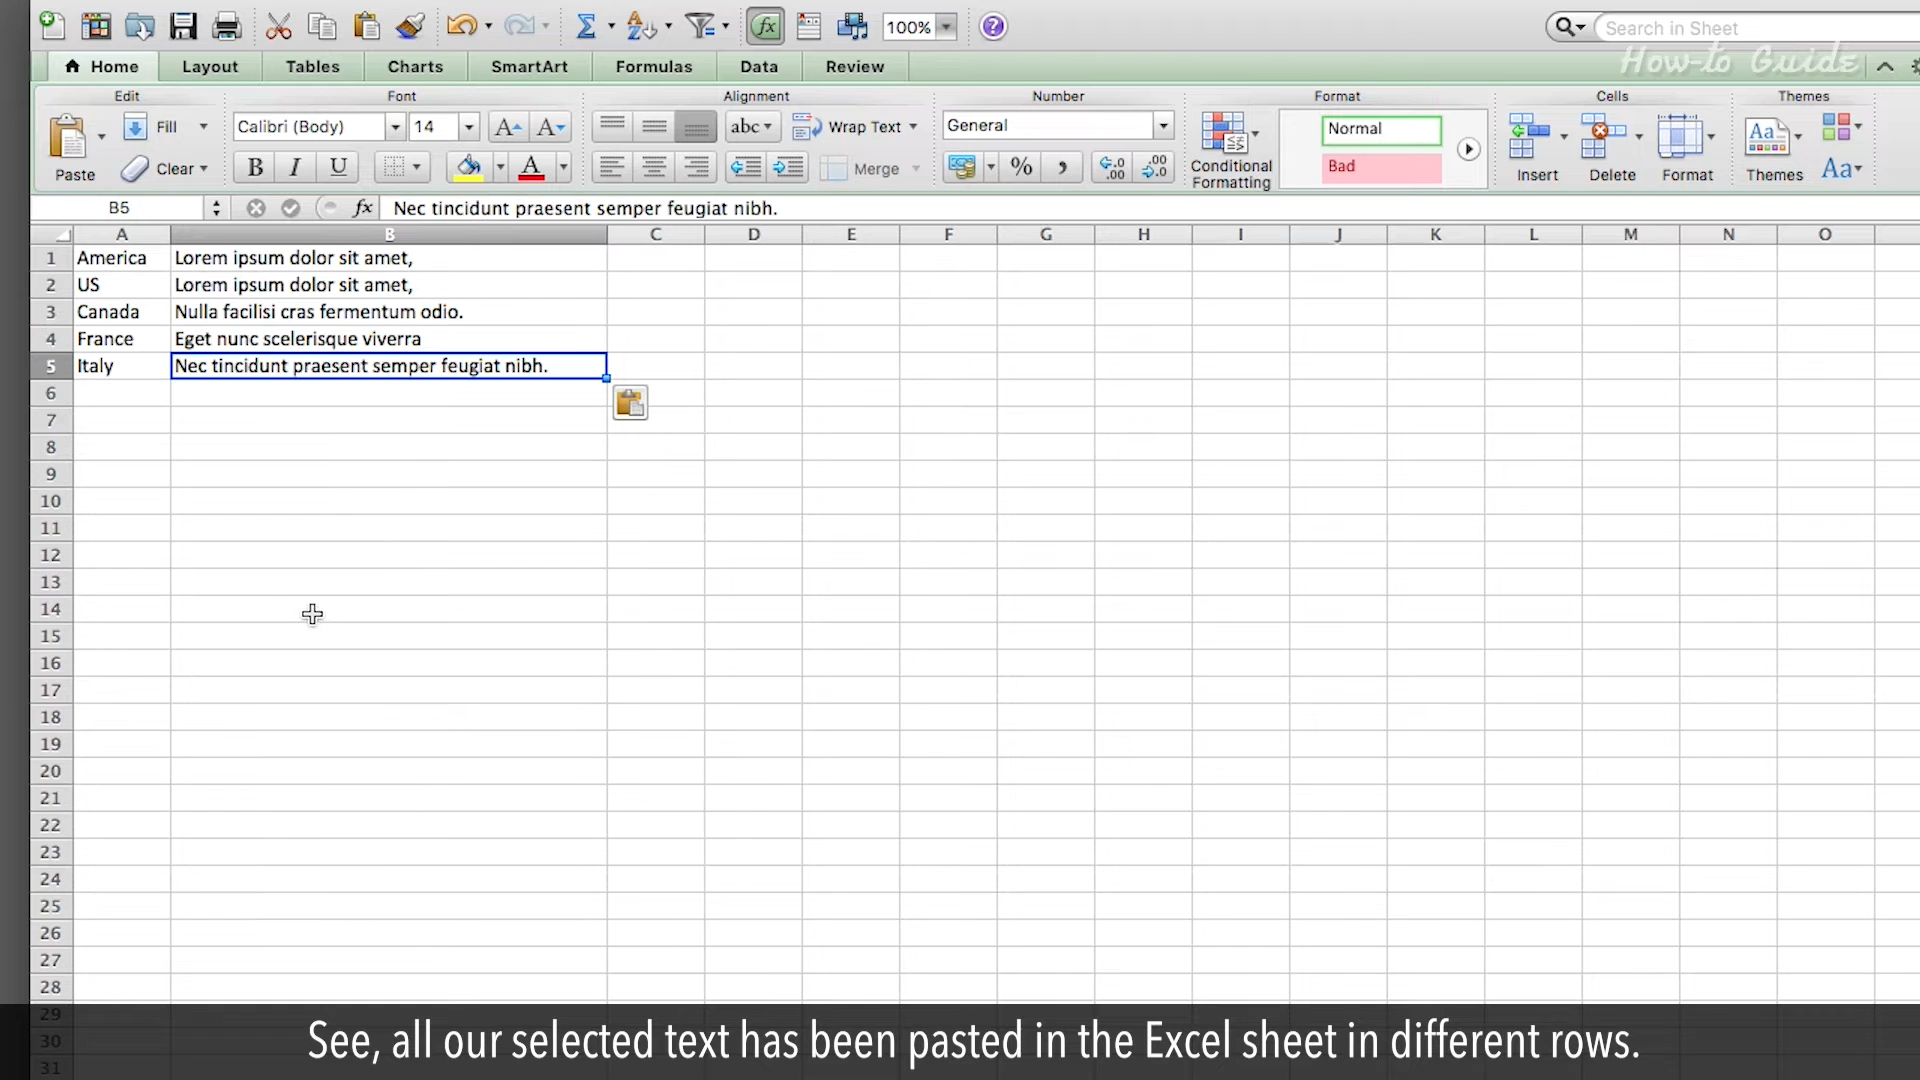 100%
Search in Sheet
How-to Guide
Home Layout Tables Charts SmartArt Formulas Data Review
Edit Font Alignment Number Format Cells Themes
Fill Calibri (Body) 14 A A abc Wrap Text General Normal
Paste Clear B I U A Merge % , .0 .00 .00 .0 Conditional Formatting Bad Insert Delete Format Themes Aa
B5 fx Nec tincidunt praesent semper feugiat nibh.
A B C D E F G H I J K L M N O
1 America Lorem ipsum dolor sit amet,
2 US Lorem ipsum dolor sit amet,
3 Canada Nulla facilisi cras fermentum odio.
4 France Eget nunc scelerisque viverra
5 Italy Nec tincidunt praesent semper feugiat nibh.
6
7
8
9
10
11
12
13
14
15
16
17
18
19
20
21
22
23
24
25
26
27
28
29
30
31
See, all our selected text has been pasted in the Excel sheet in different rows.